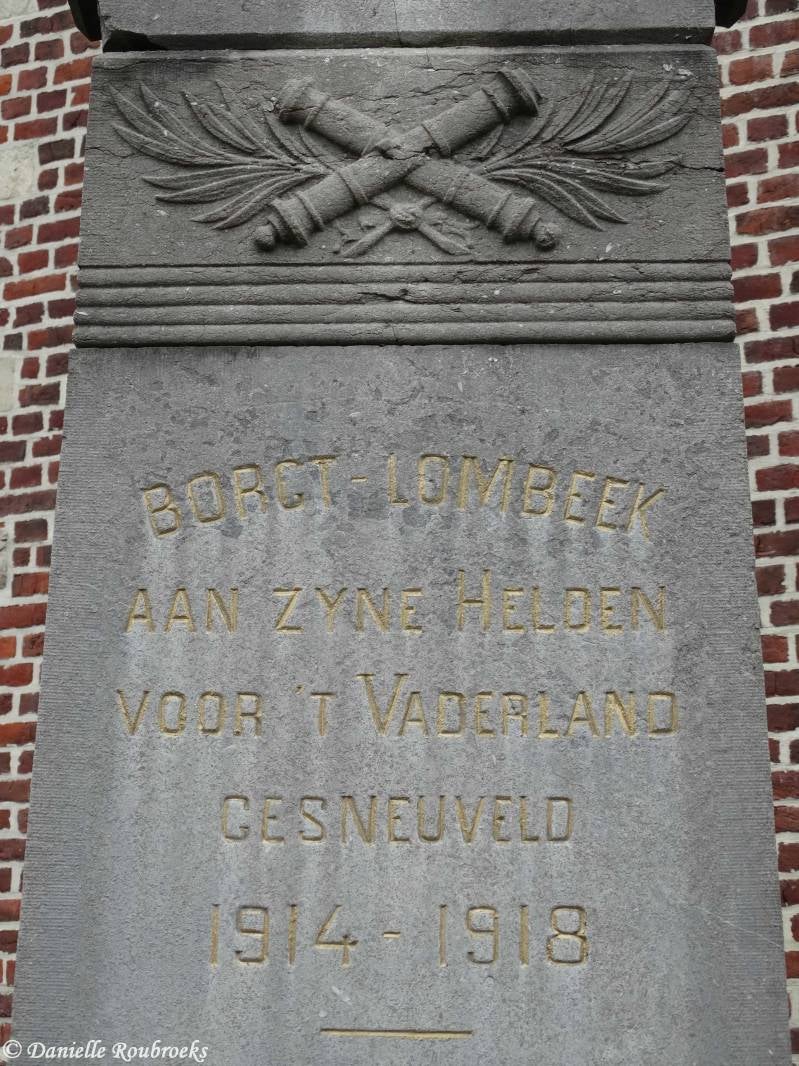 BORGT-LOMBEEK
AAN ZYNE HELDEN
VOOR 'T VADERLAND
GESNEUVELD
1914 - 1918
© Danielle Roubroeks